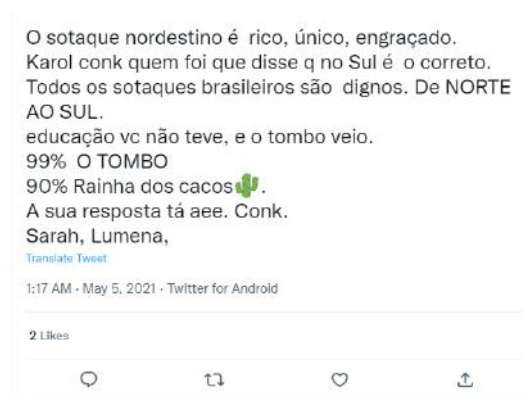 O sotaque nordestino é rico, único, engraçado.
Karol conk quem foi que disse q no Sul é o correto.
Todos os sotaques brasileiros são dignos. De NORTE
AO SUL.
educação vc não teve, e o tombo veio.
99% O TOMBO
90% Rainha dos cacos🌵.
A sua resposta tá aee. Conk.
Sarah, Lumena,
Translate Tweet
1:17 AM · May 5, 2021 · Twitter for Android
2 Likes